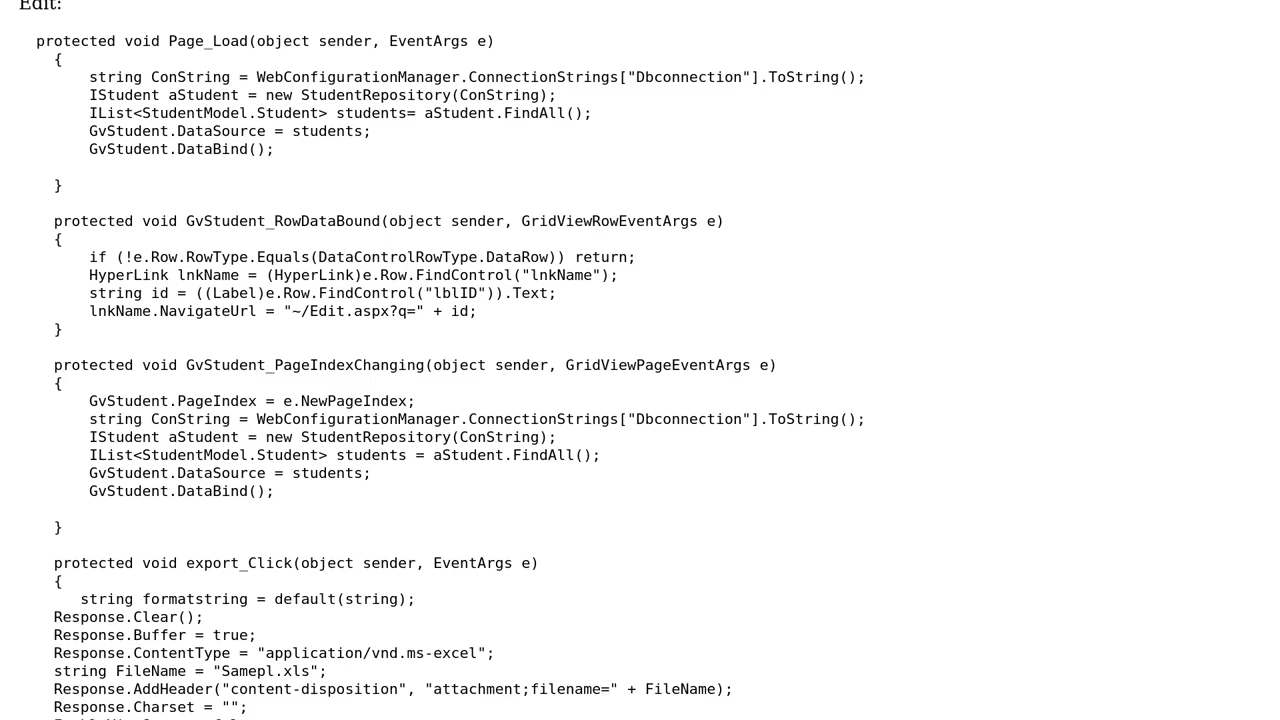 Edit:
protected void Page_Load(object sender, EventArgs e)
{
string ConString = WebConfigurationManager.ConnectionStrings["Dbconnection"].ToString();
IStudent aStudent = new StudentRepository(ConString);
IList<StudentModel.Student> students= aStudent.FindAll();
GvStudent.DataSource = students;
GvStudent.DataBind();
}
protected void GvStudent_RowDataBound(object sender, GridViewRowEventArgs e)
{
if (!e.Row.RowType.Equals(DataControlRowType.DataRow)) return;
HyperLink lnkName = (HyperLink)e.Row.FindControl("lnkName");
string id = ((Label)e.Row.FindControl("lblID")).Text;
lnkName.NavigateUrl = "~/Edit.aspx?q=" + id;
}
protected void GvStudent_PageIndexChanging(object sender, GridViewPageEventArgs e)
{
GvStudent.PageIndex = e.NewPageIndex;
string ConString = WebConfigurationManager.ConnectionStrings["Dbconnection"].ToString();
IStudent aStudent = new StudentRepository(ConString);
IList<StudentModel.Student> students = aStudent.FindAll();
GvStudent.DataSource = students;
GvStudent.DataBind();
}
protected void export_Click(object sender, EventArgs e)
{
string formatstring = default(string);
Response.Clear();
Response.Buffer = true;
Response.ContentType = "application/vnd.ms-excel";
string FileName = "Samepl.xls";
Response.AddHeader("content-disposition", "attachment;filename=" + FileName);
Response.Charset = "";